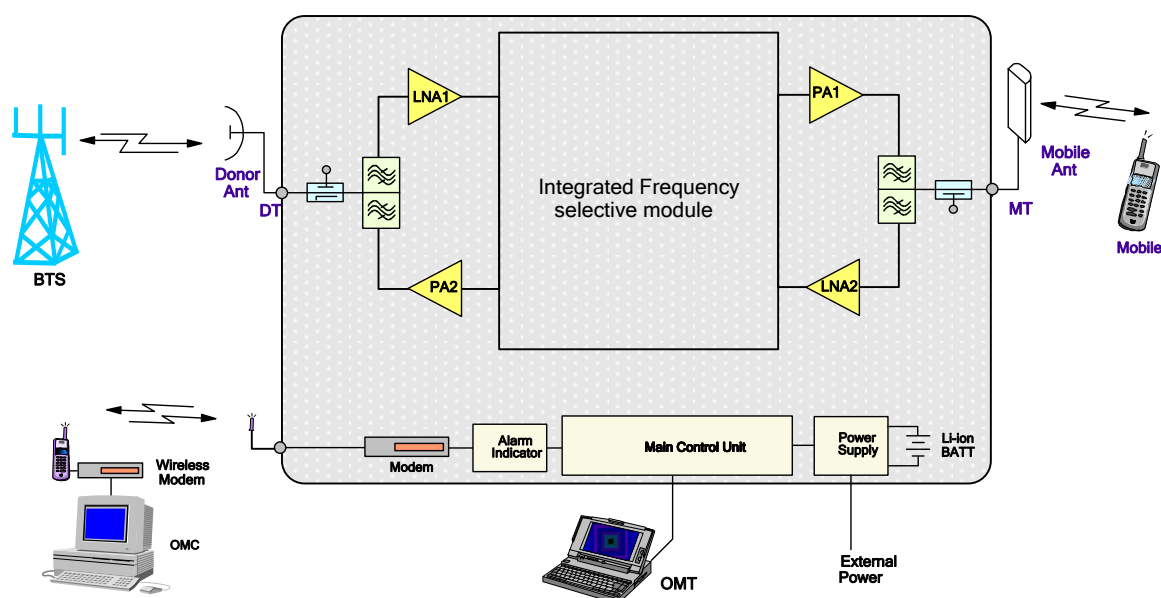 LNA1
PA1
Donor
Ant
DT
Integrated Frequency
selective module
Mobile
Ant
MT
Mobile
BTS
PA2
LNA2
Wireless
Modem
OMC
Modem
Alarm
Indicator
Main Control Unit
Power
Supply
Li-ion
BATT
OMT
External
Power